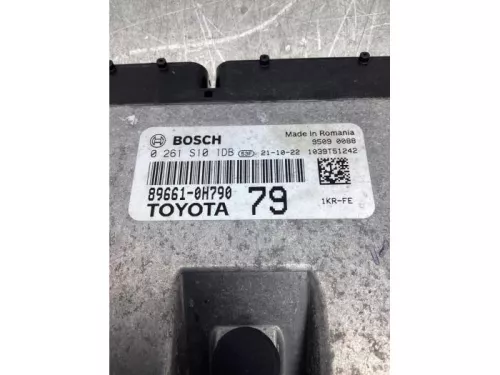 BOSCH
Made in Romania
9509 0088
0 261 S10 1DB 21-10-22 1039T51242
89661-0H790
TOYOTA 79
1KR-FE